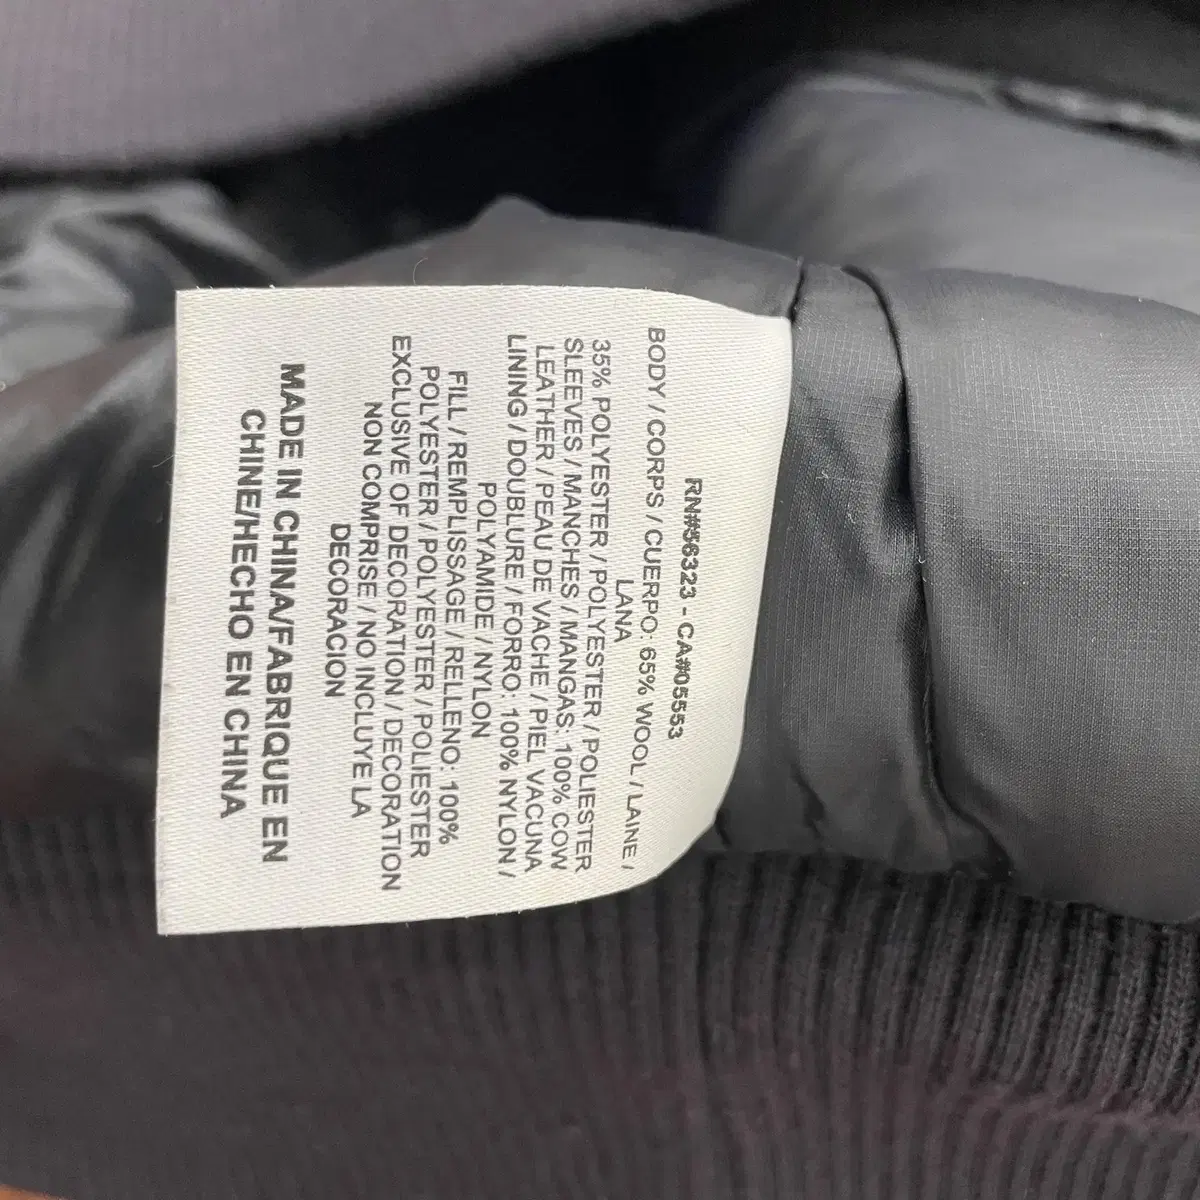 RN#56323 - CA#05553
BODY / CORPS / CUERPO: 65% WOOL / LAINE /
LANA
35% POLYESTER / POLYESTER / POLIESTER
SLEEVES / MANCHES / MANGAS: 100% COW
LEATHER / PEAU DE VACHE / PIEL VACUNA
LINING / DOUBLURE / FORRO: 100% NYLON /
POLYAMIDE / NYLON
FILL / REMPLISSAGE / RELLENO: 100%
POLYESTER / POLYESTER / POLIESTER
EXCLUSIVE OF DECORATION / DECORATION
NON COMPRISE / NO INCLUYE LA
DECORACION
MADE IN CHINA/FABRIQUE EN
CHINE/HECHO EN CHINA